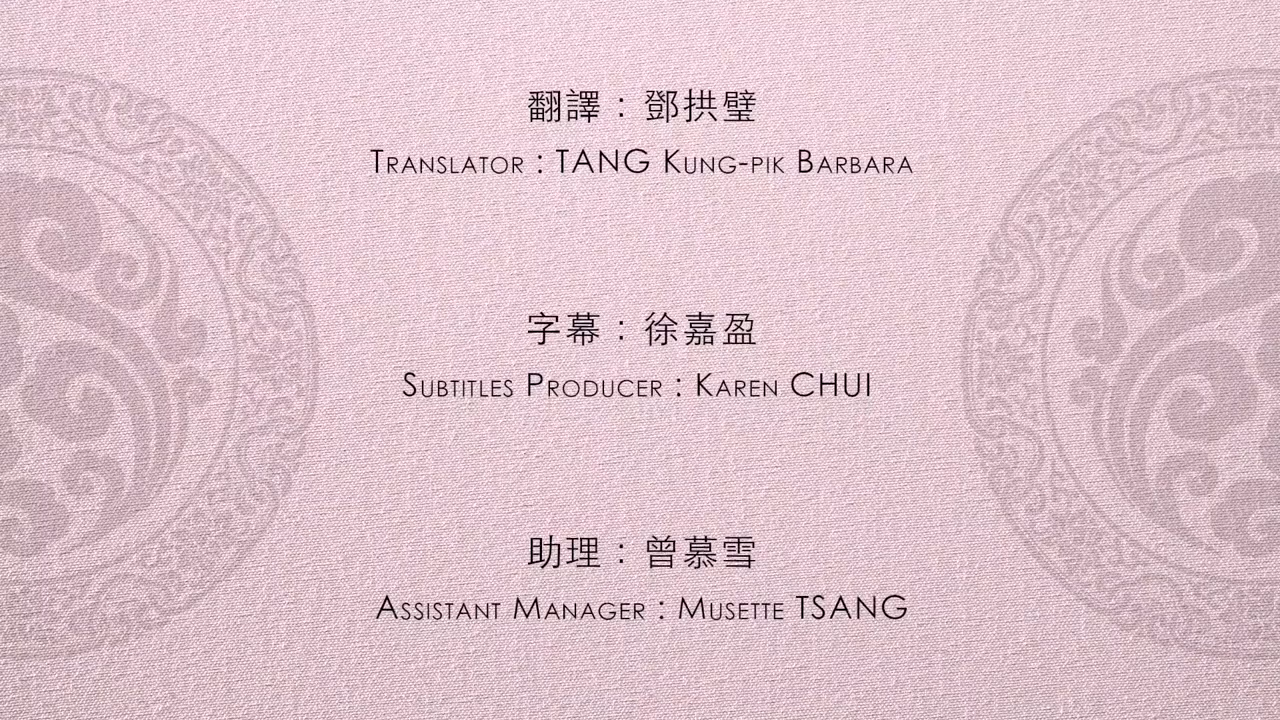 翻譯：鄧拱璧
Translator : TANG Kung-pik Barbara
字幕：徐嘉盈
Subtitles Producer : Karen CHUI
助理：曾慕雪
Assistant Manager : Musette TSANG